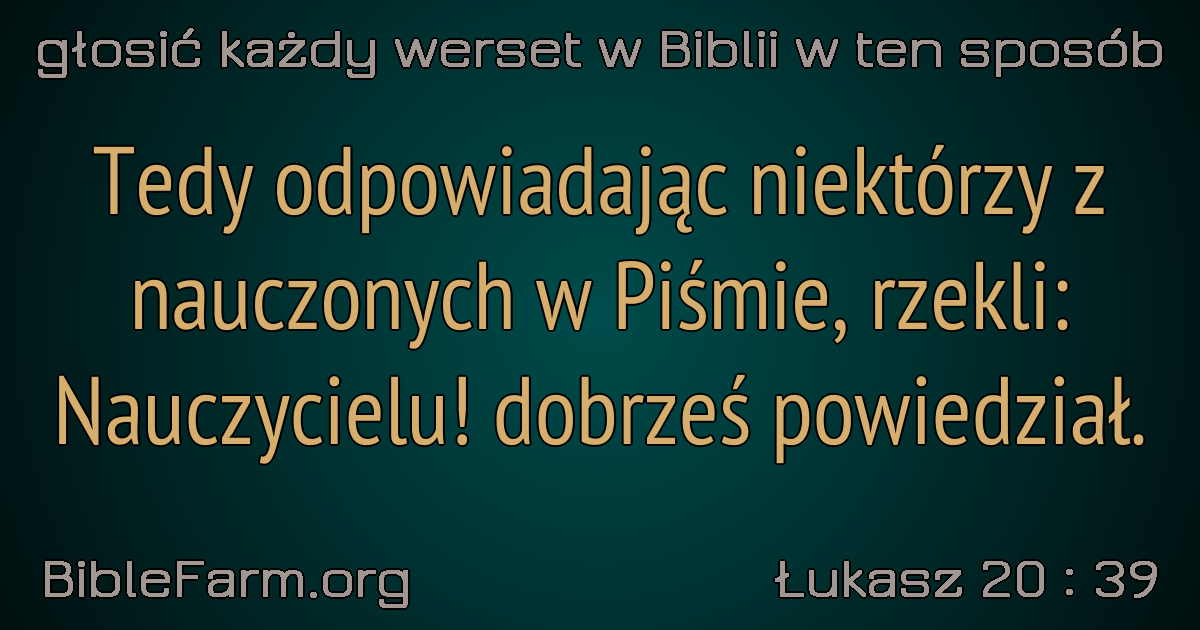 głosić każdy werset w Biblii w ten sposób
Tedy odpowiadając niektórzy z
nauczonych w Piśmie, rzekli:
Nauczycielu! dobrześ powiedział.
BibleFarm.org
Łukasz 20 : 39